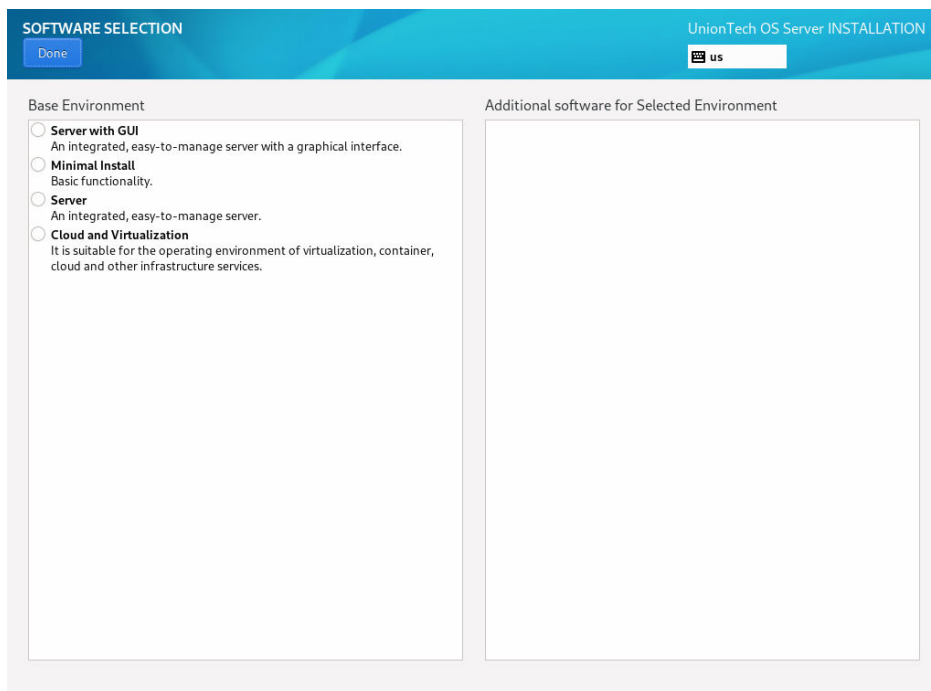 SOFTWARE SELECTION
UnionTech OS Server INSTALLATION
Done
us
Base Environment
Additional software for Selected Environment
Server with GUI
An integrated, easy-to-manage server with a graphical interface.
Minimal Install
Basic functionality.
Server
An integrated, easy-to-manage server.
Cloud and Virtualization
It is suitable for the operating environment of virtualization, container,
cloud and other infrastructure services.